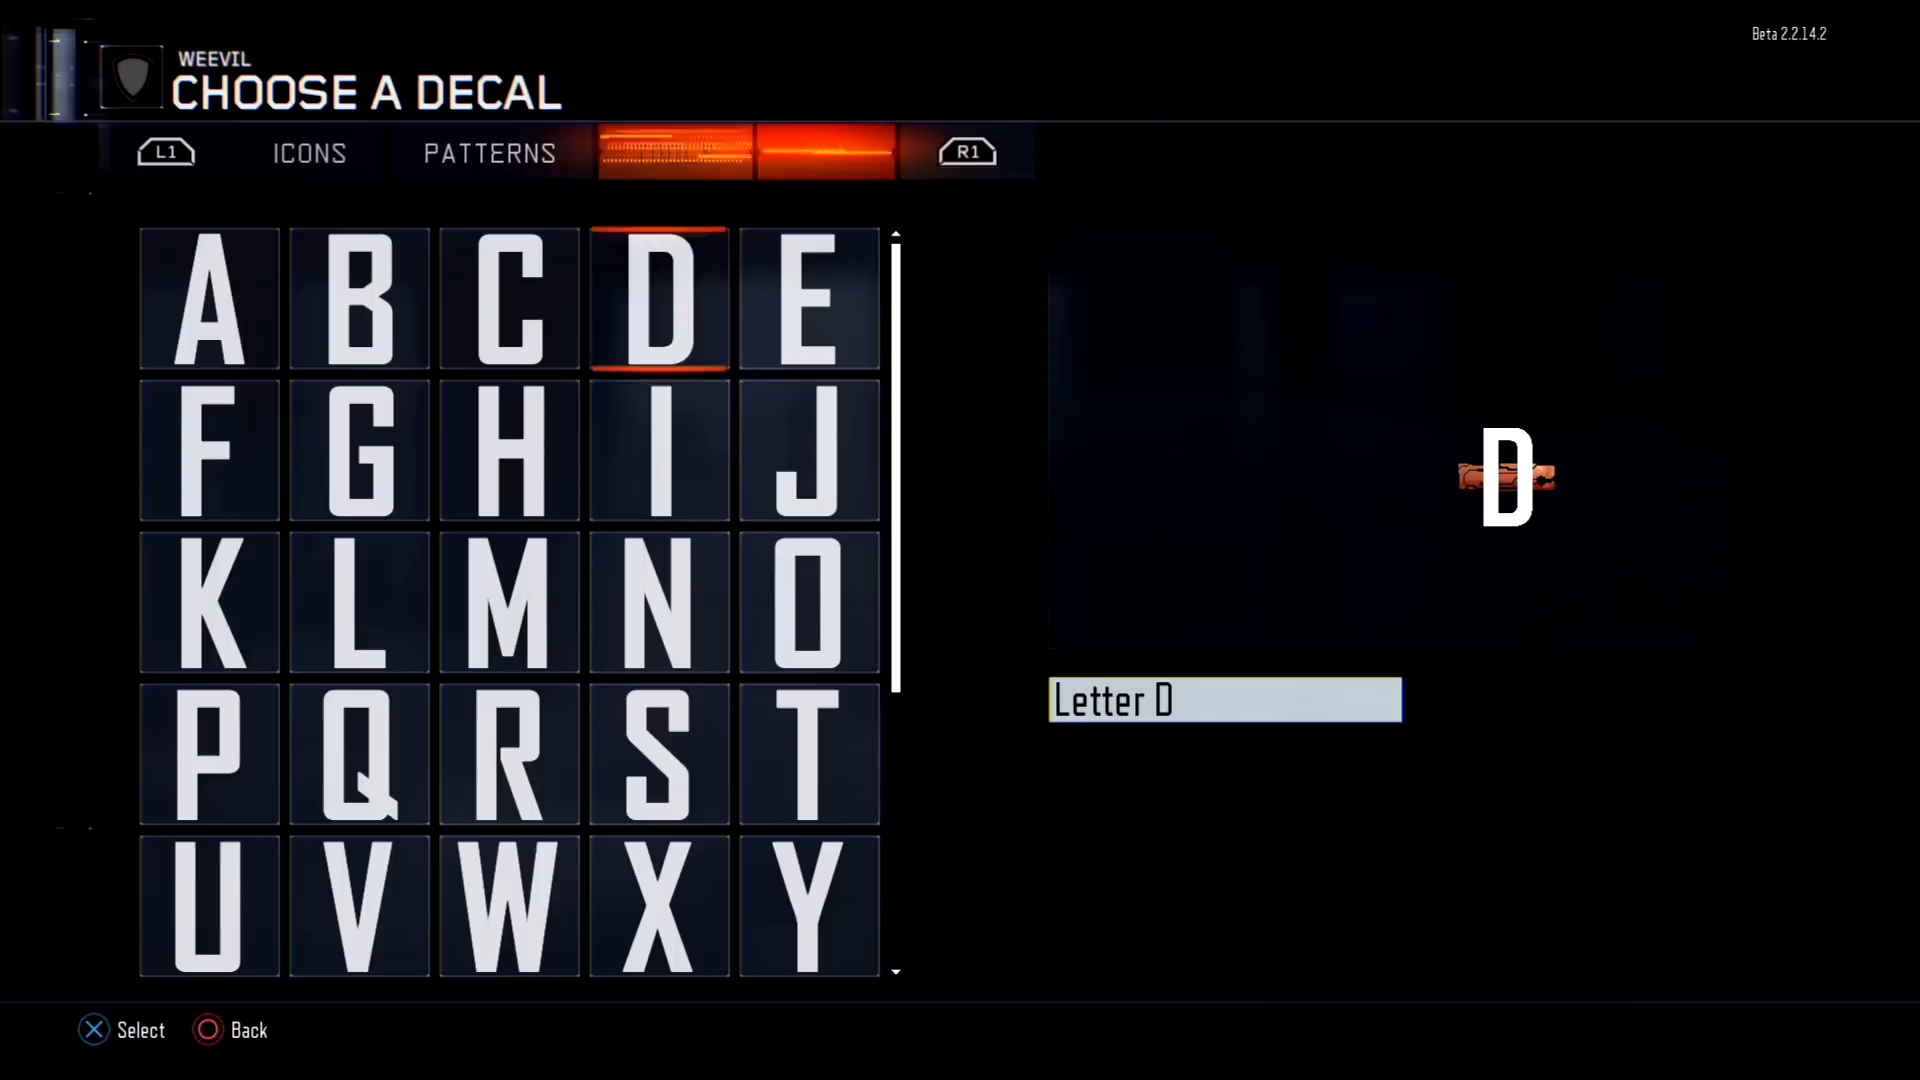 Beta 2.2.14.2
WEEVIL
CHOOSE A DECAL
L1 ICONS PATTERNS R1
A B C D E
F G H I J
K L M N O
P Q R S T
U V W X Y
D
Letter D
Select Back